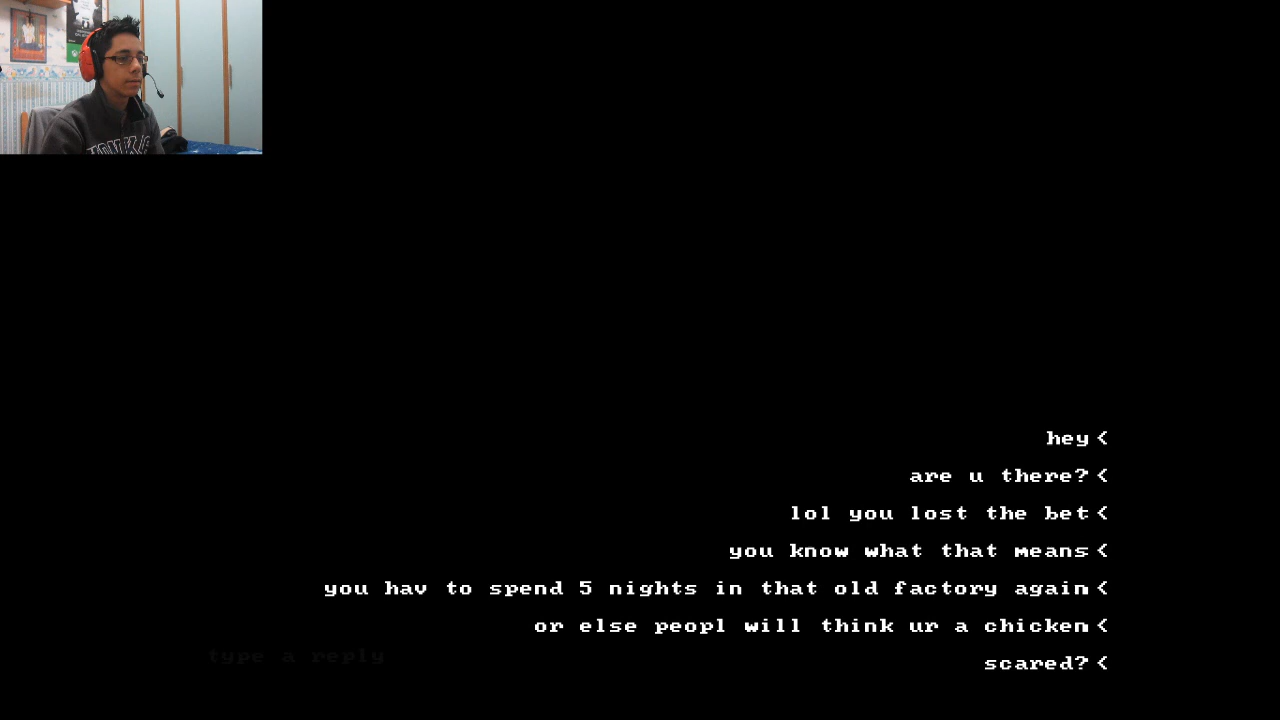 hey <
are u there? <
lol you lost the bet <
you know what that means <
you hav to spend 5 nights in that old factory again <
or else peopl will think ur a chicken <
type a reply
scared? <